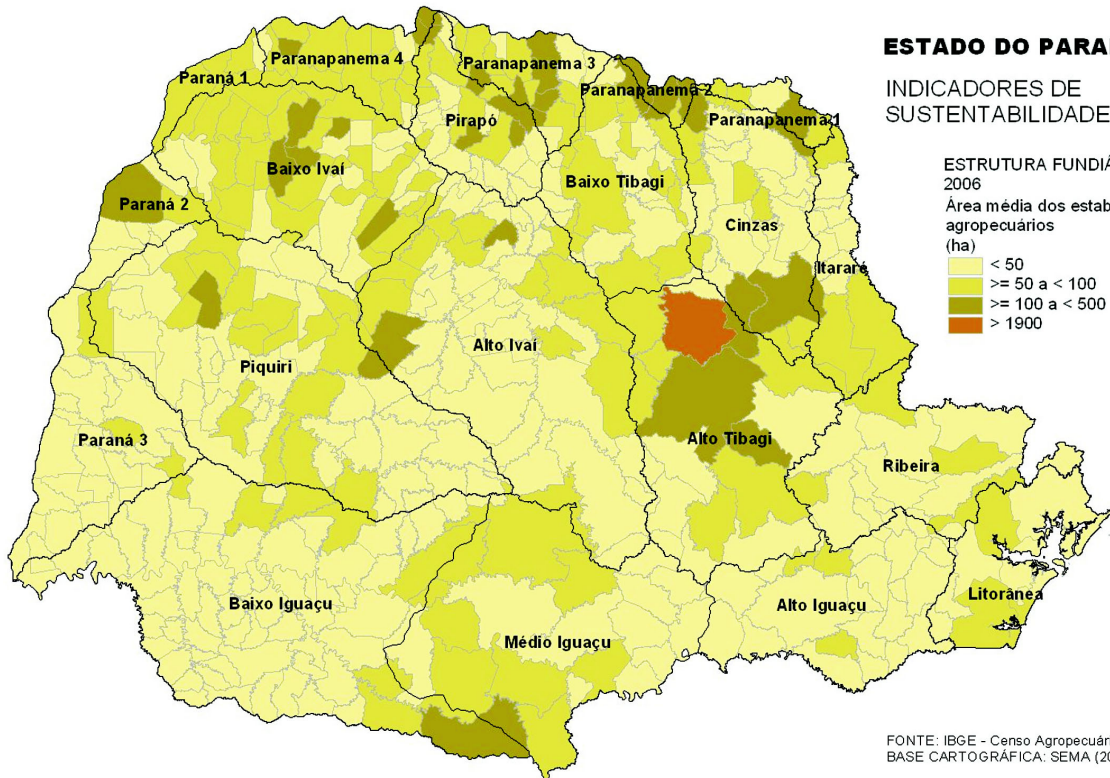 ESTADO DO PARA
INDICADORES DE
SUSTENTABILIDADE
ESTRUTURA FUNDIÁ
2006
Área média dos estab
agropecuários
(ha)
< 50
>= 50 a < 100
>= 100 a < 500
> 1900
Paranapanema 4
Paranapanema 3
Paraná 1
Paranapanema 2
Pirapó
Paranapanema 1
Baixo Ivaí
Baixo Tibagi
Paraná 2
Cinzas
Itararé
Alto Ivaí
Piquiri
Paraná 3
Alto Tibagi
Ribeira
Baixo Iguaçu
Alto Iguaçu
Litorânea
Médio Iguaçu
FONTE: IBGE - Censo Agropecuár
BASE CARTOGRÁFICA: SEMA (20